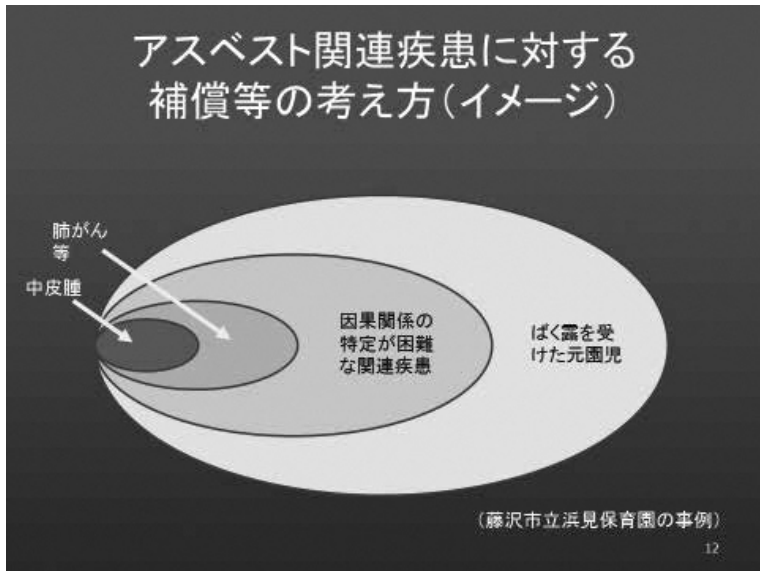 アスベスト関連疾患に対する
補償等の考え方（イメージ）
肺がん
等
中皮腫
因果関係の
特定が困難
な関連疾患
ばく露を受
けた元園児
（藤沢市立浜見保育園の事例）
12